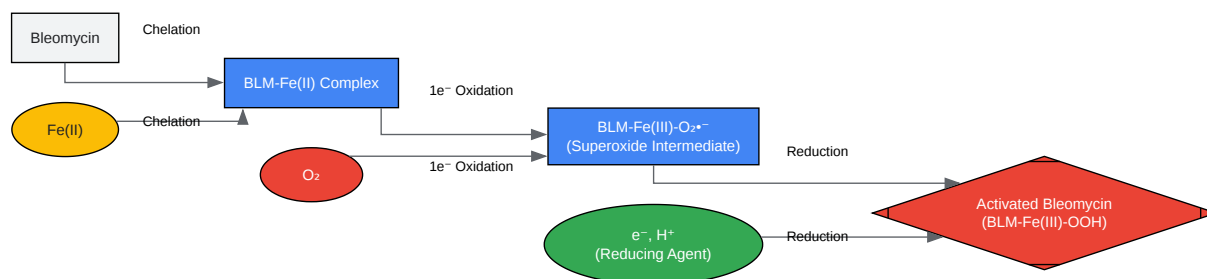 Bleomycin
Chelation
BLM-Fe(II) Complex
1e⁻ Oxidation
Fe(II)
Chelation
BLM-Fe(III)-O₂•⁻
(Superoxide Intermediate)
Reduction
O₂
1e⁻ Oxidation
Activated Bleomycin
(BLM-Fe(III)-OOH)
e⁻, H⁺
(Reducing Agent)
Reduction